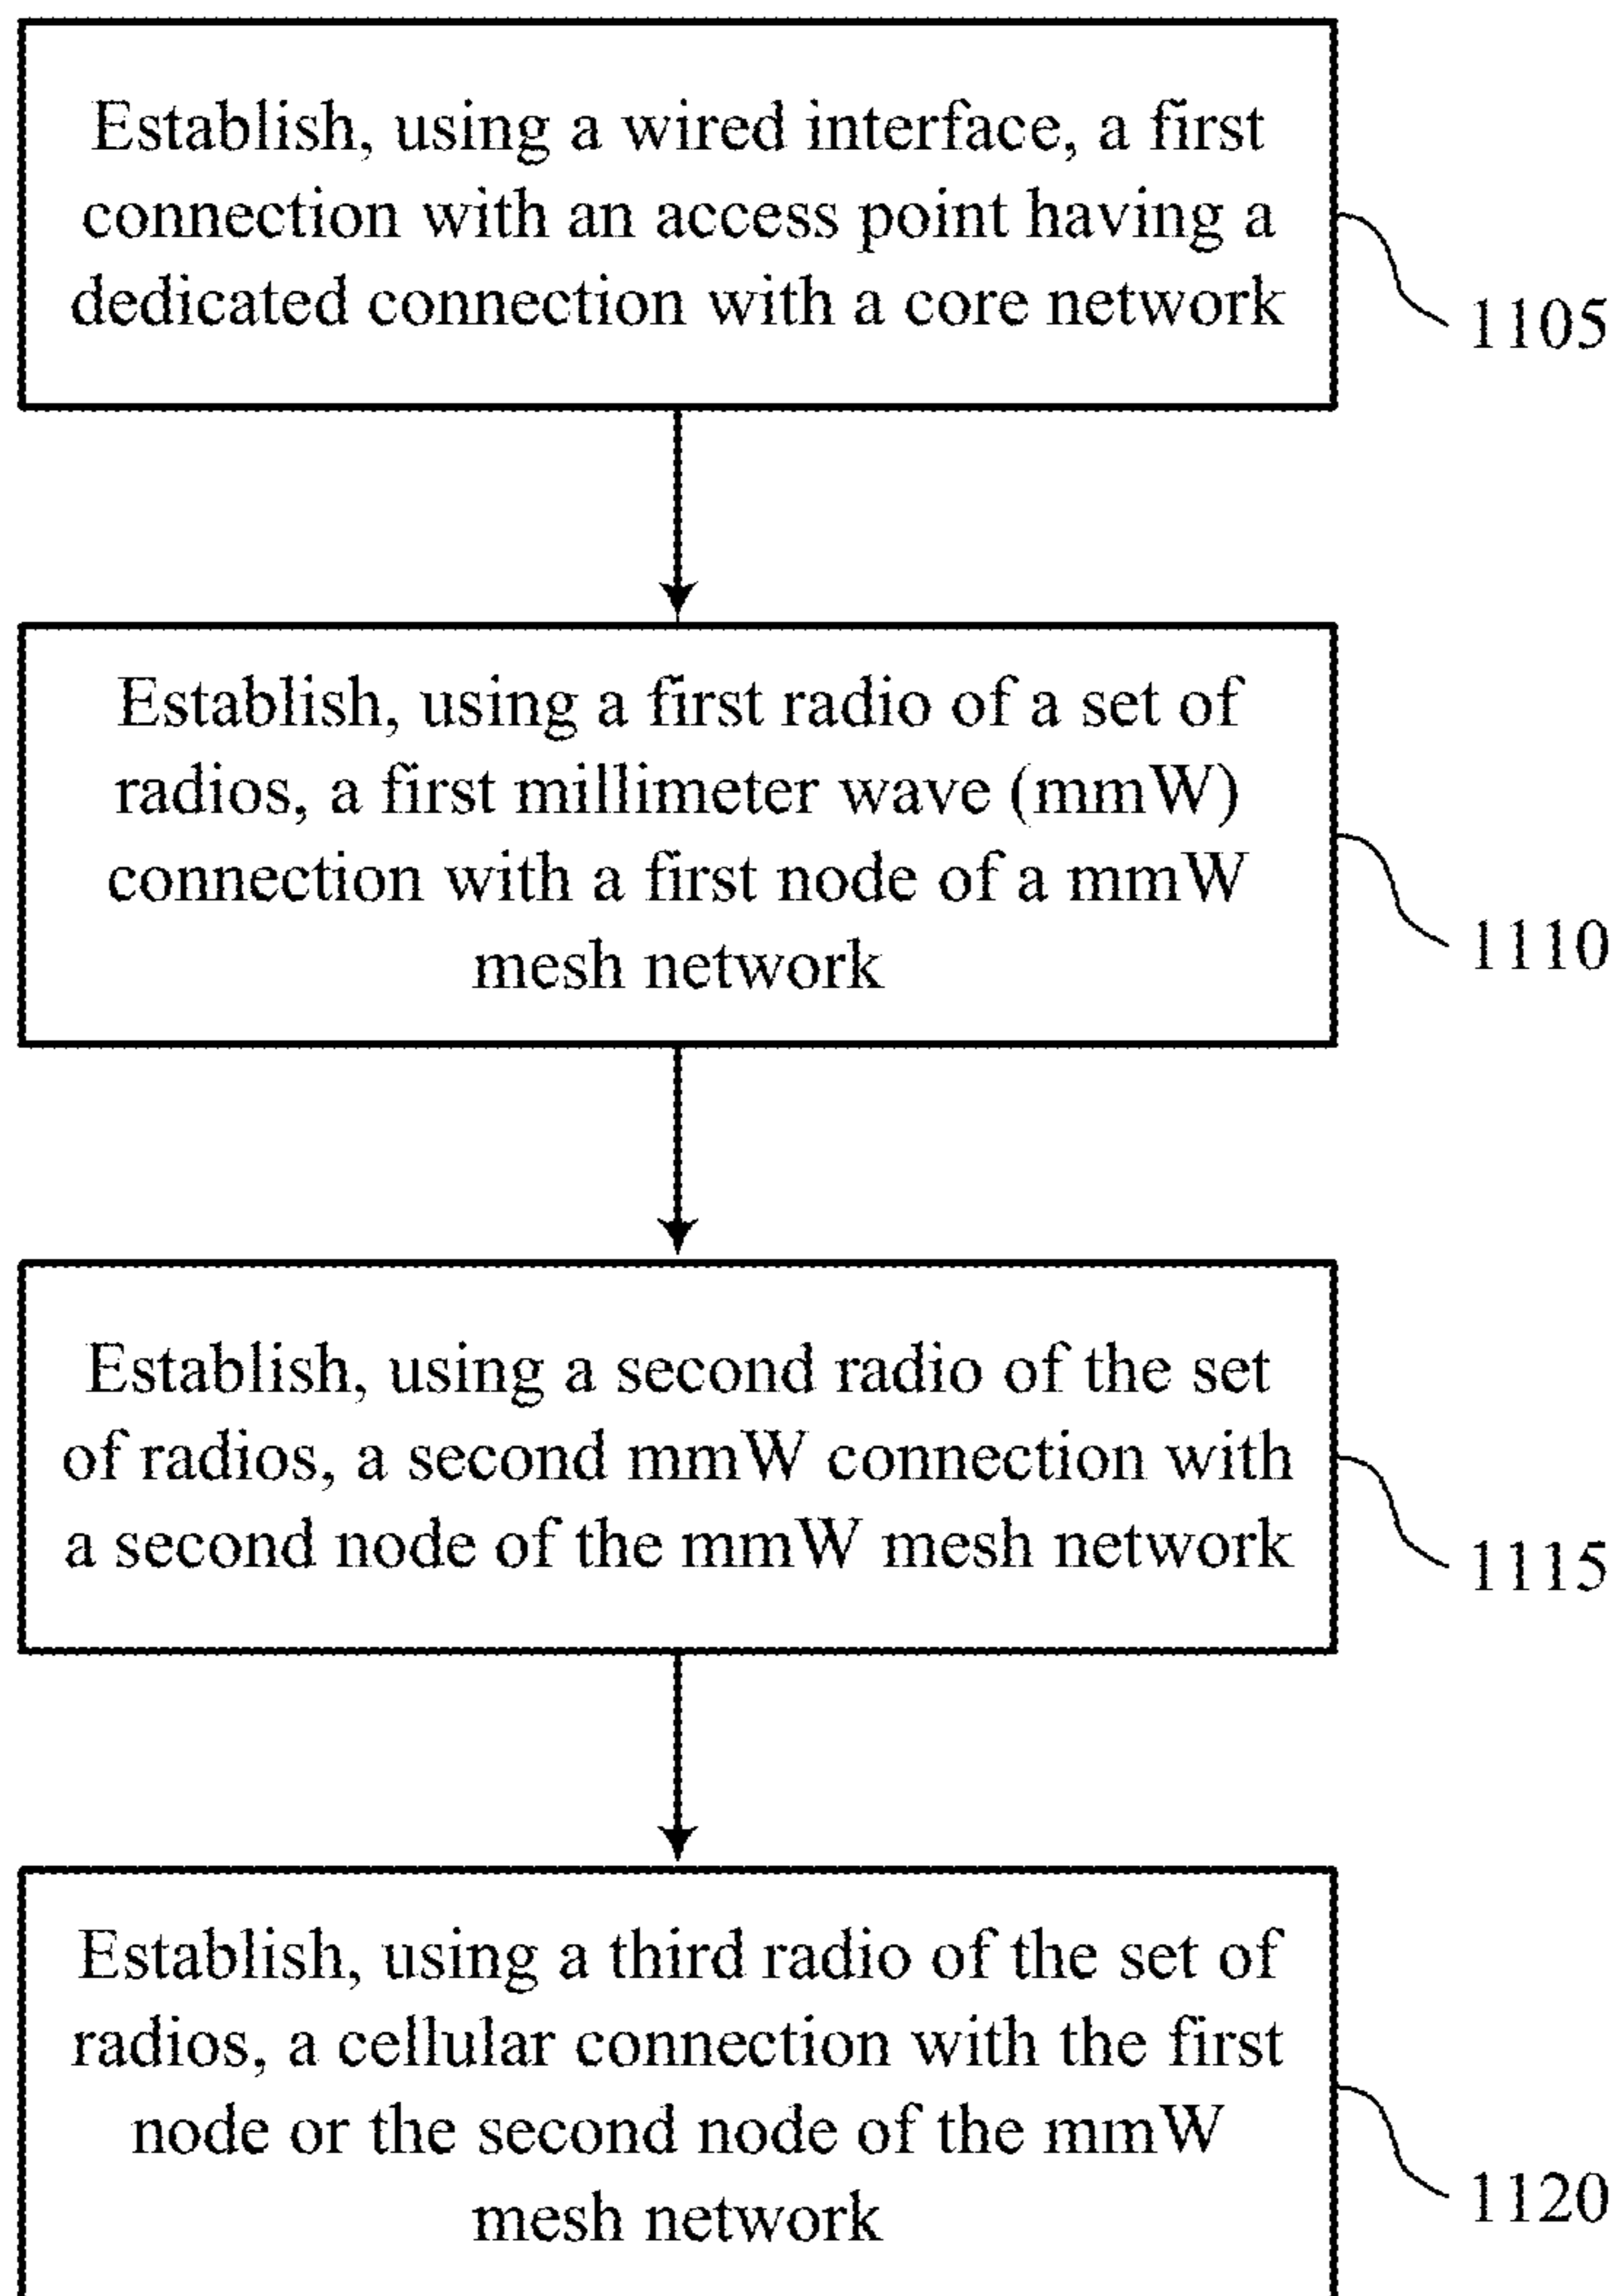 Establish, using a wired interface, a first
connection with an access point having a
dedicated connection with a core network
1105
Establish, using a first radio of a set of
radios, a first millimeter wave (mmW)
connection with a first node of a mmW
mesh network
1110
Establish, using a second radio of the set
of radios, a second mmW connection with
a second node of the mmW mesh network
1115
Establish, using a third radio of the set of
radios, a cellular connection with the first
node or the second node of the mmW
mesh network
1120